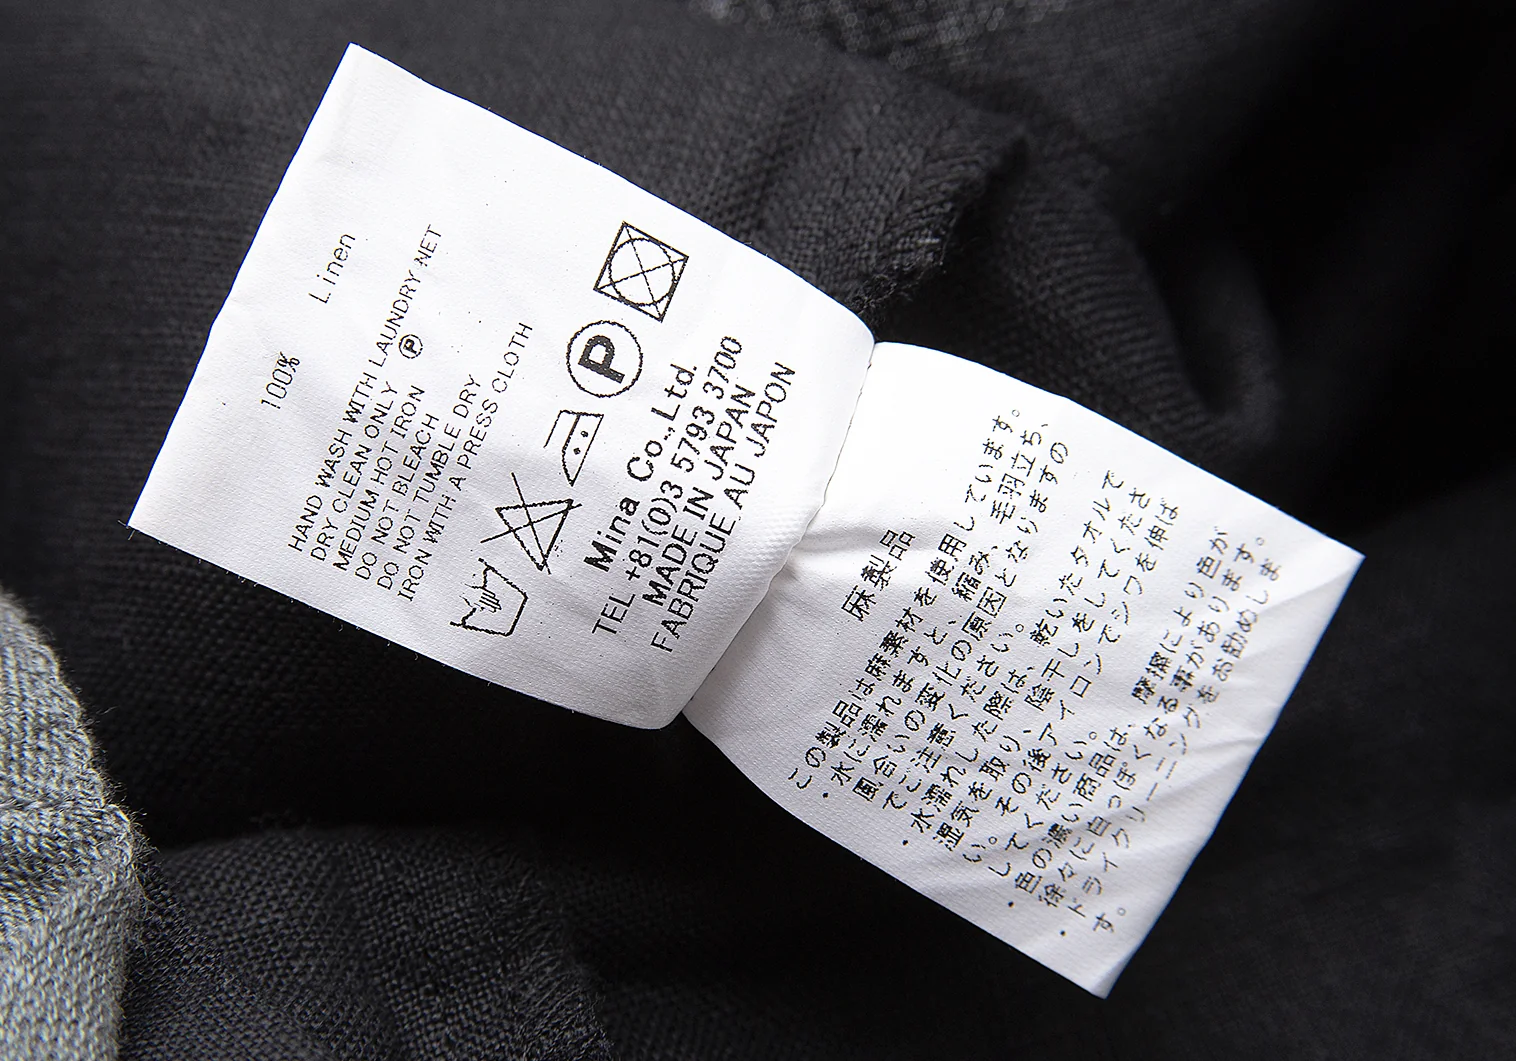 Linen
100%
HAND WASH WITH LAUNDRY NET
DRY CLEAN ONLY Ⓟ
MEDIUM HOT IRON
DO NOT BLEACH
DO NOT TUMBLE DRY
IRON WITH A PRESS CLOTH
P
Mina Co.,Ltd.
TEL +81(0)3 5793 3700
MADE IN JAPAN
FABRIQUE AU JAPON
麻製品
この製品は麻素材を使用しています。
・水に濡れますと、縮み、毛羽立ち、
風合いの変化の原因となりますの
でご注意ください。
・水濡れした際は、乾いたタオルで
湿気を取り、陰干しをしてくださ
い。その後アイロンでシワを伸ば
してください。
・色の濃い商品は、摩擦により色が
徐々に白っぽくなる事があります。
・ドライクリーニングをお勧めしま
す。